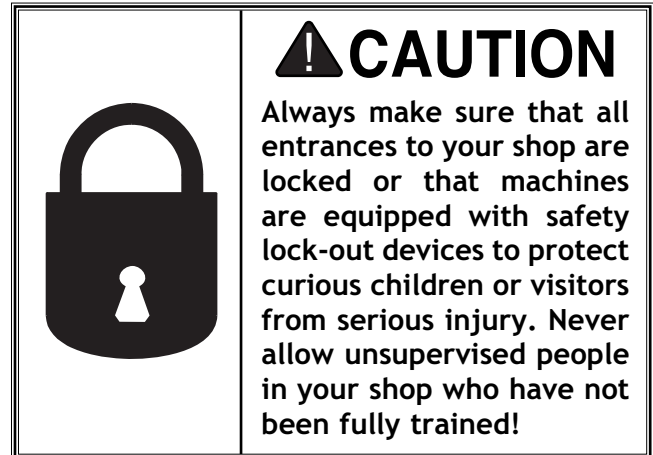 CAUTION
Always make sure that all
entrances to your shop are
locked or that machines
are equipped with safety
lock-out devices to protect
curious children or visitors
from serious injury. Never
allow unsupervised people
in your shop who have not
been fully trained!